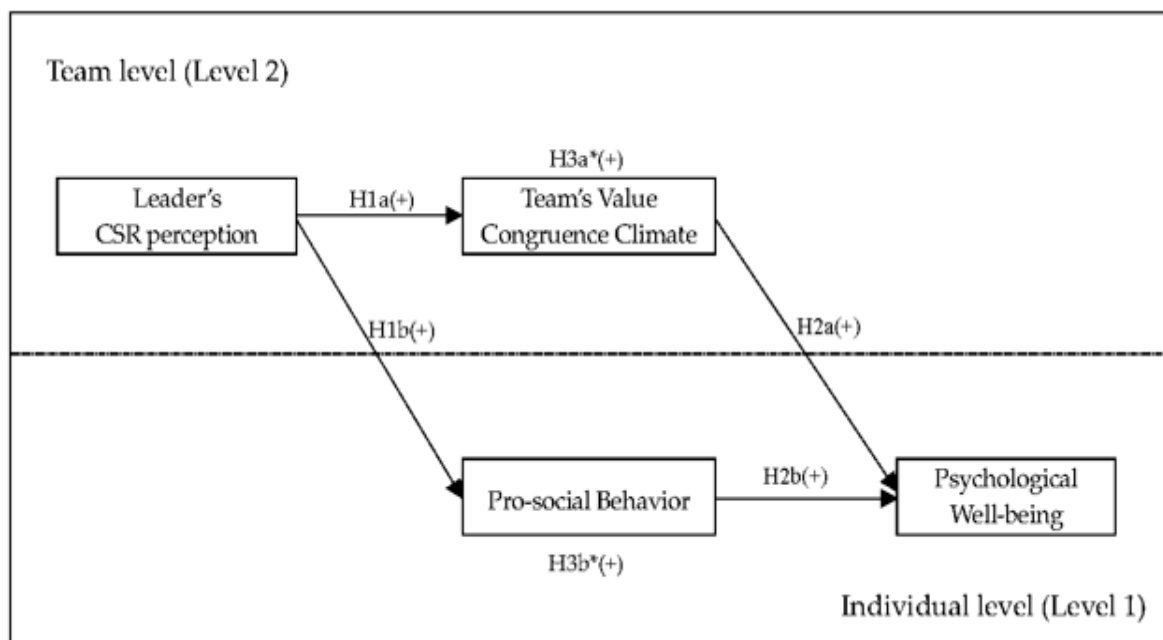 Team level (Level 2)
H3a*(+)
Leader's
CSR perception
H1a(+)
Team's Value
Congruence Climate
H1b(+)
H2a(+)
Pro-social Behavior
H2b(+)
Psychological
Well-being
H3b*(+)
Individual level (Level 1)